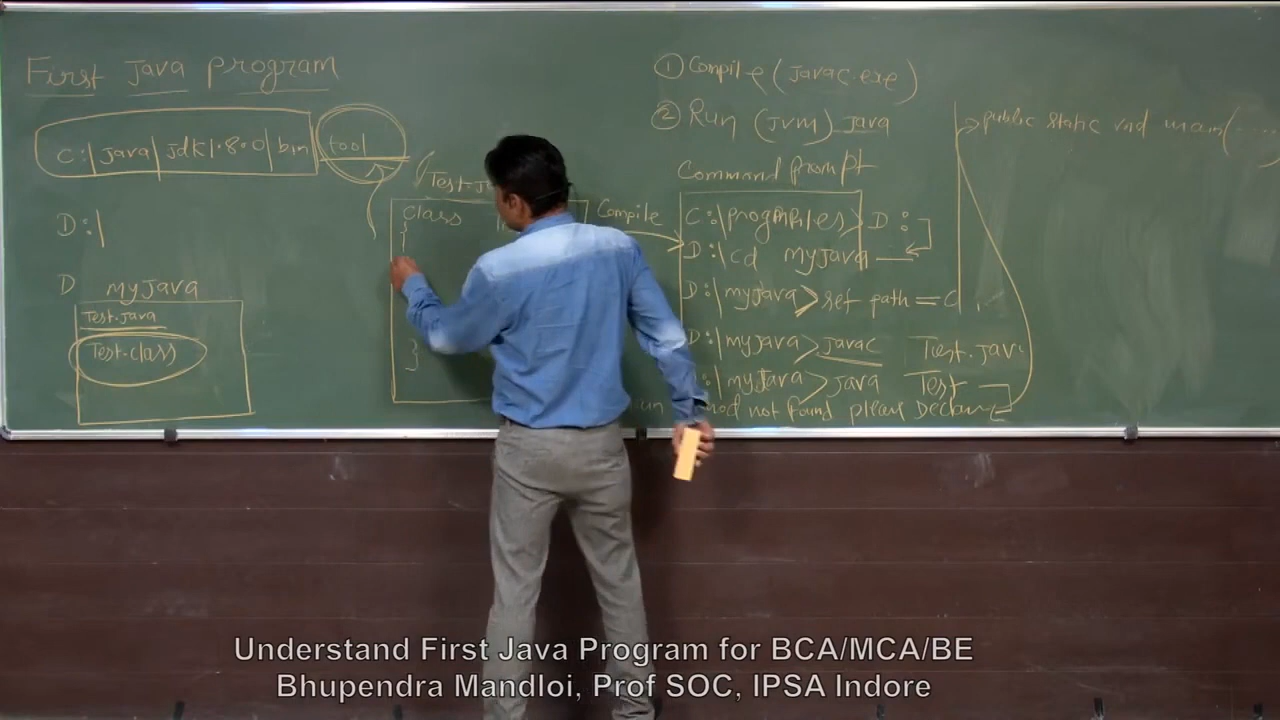 First Java program
C:\java\Jdk1.8.0\bin\tool
D:\
D myJava
Test.java
Test.class
class
{
}
Compile
① Compile (Javac.exe)
② Run (JVM) java
Command prompt
D:
D:\cd myJava
D:\myJava>set path=C
D:\myJava>javac Test.jav
\myJava>java Test
not found please Declare
public static void main(....
Understand First Java Program for BCA/MCA/BE
Bhupendra Mandloi, Prof SOC, IPSA Indore